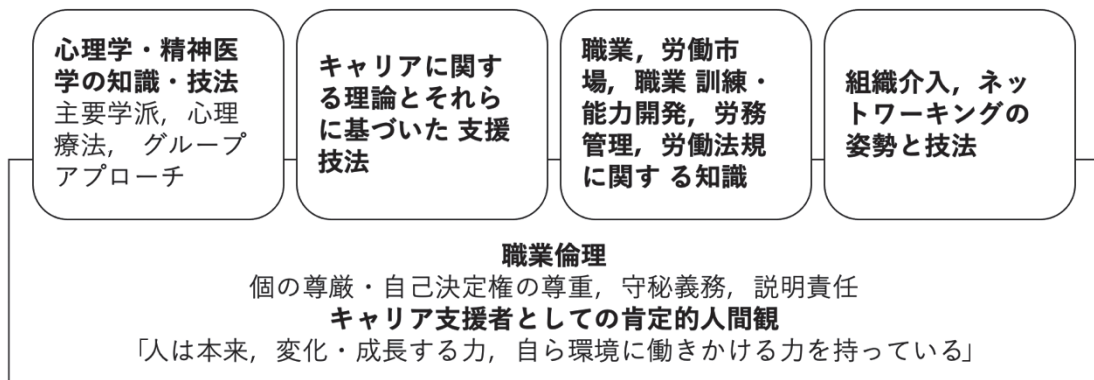 心理学・精神医
学の知識・技法
主要学派，心理
療法， グループ
アプローチ
キャリアに関す
る理論とそれら
に基づいた 支援
技法
職業，労働市
場，職業 訓練・
能力開発，労務
管理，労働法規
に関す る知識
組織介入，ネッ
トワーキングの
姿勢と技法
職業倫理
個の尊厳・自己決定権の尊重，守秘義務，説明責任
キャリア支援者としての肯定的人間観
「人は本来，変化・成長する力，自ら環境に働きかける力を持っている」